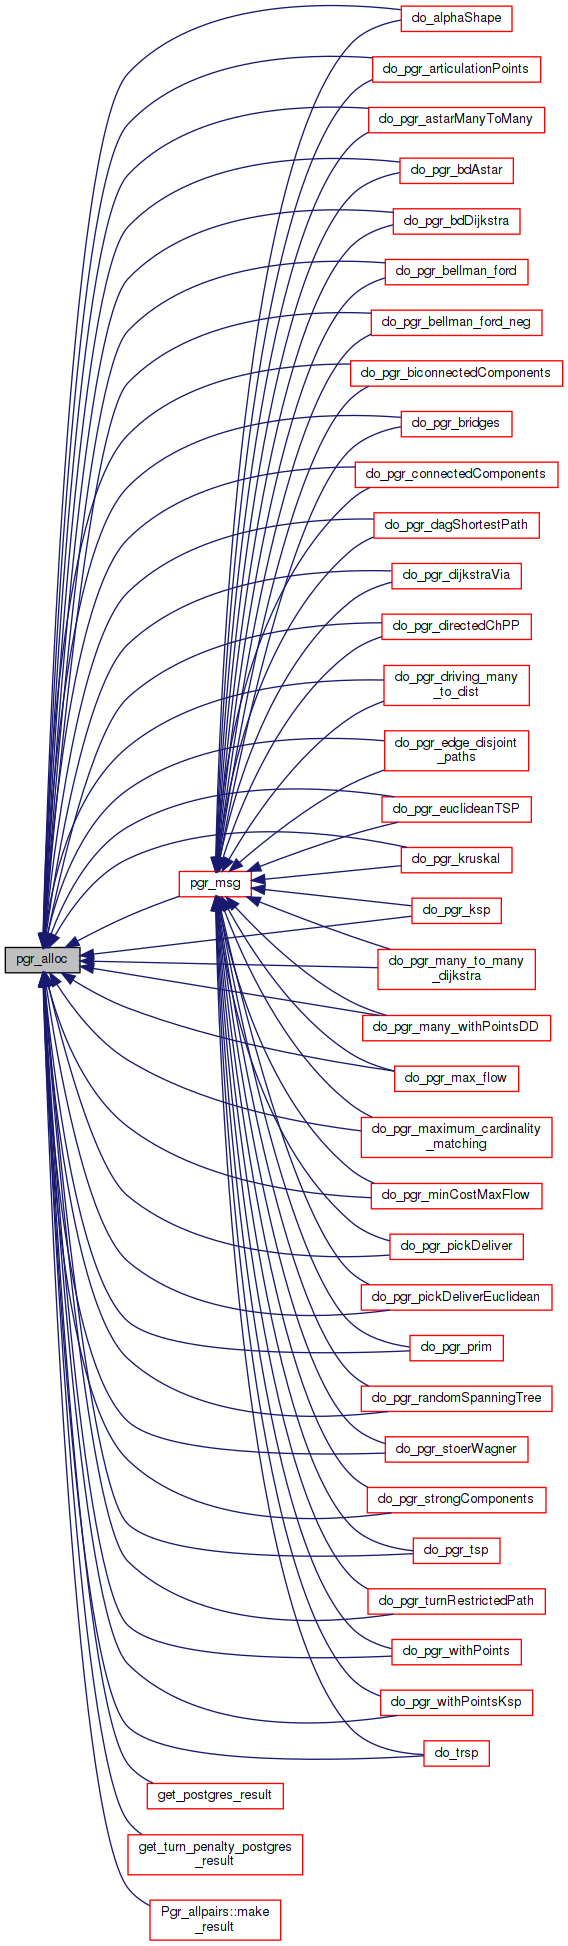 do_alphaShape
do_pgr_articulationPoints
do_pgr_astarManyToMany
do_pgr_bdAstar
do_pgr_bdDijkstra
do_pgr_bellman_ford
do_pgr_bellman_ford_neg
do_pgr_biconnectedComponents
do_pgr_bridges
do_pgr_connectedComponents
do_pgr_dagShortestPath
do_pgr_dijkstraVia
do_pgr_directedChPP
do_pgr_driving_many
_to_dist
do_pgr_edge_disjoint
_paths
do_pgr_euclideanTSP
do_pgr_kruskal
pgr_msg
do_pgr_ksp
pgr_alloc
do_pgr_many_to_many
_dijkstra
do_pgr_many_withPointsDD
do_pgr_max_flow
do_pgr_maximum_cardinality
_matching
do_pgr_minCostMaxFlow
do_pgr_pickDeliver
do_pgr_pickDeliverEuclidean
do_pgr_prim
do_pgr_randomSpanningTree
do_pgr_stoerWagner
do_pgr_strongComponents
do_pgr_tsp
do_pgr_turnRestrictedPath
do_pgr_withPoints
do_pgr_withPointsKsp
do_trsp
get_postgres_result
get_turn_penalty_postgres
_result
Pgr_allpairs::make
_result